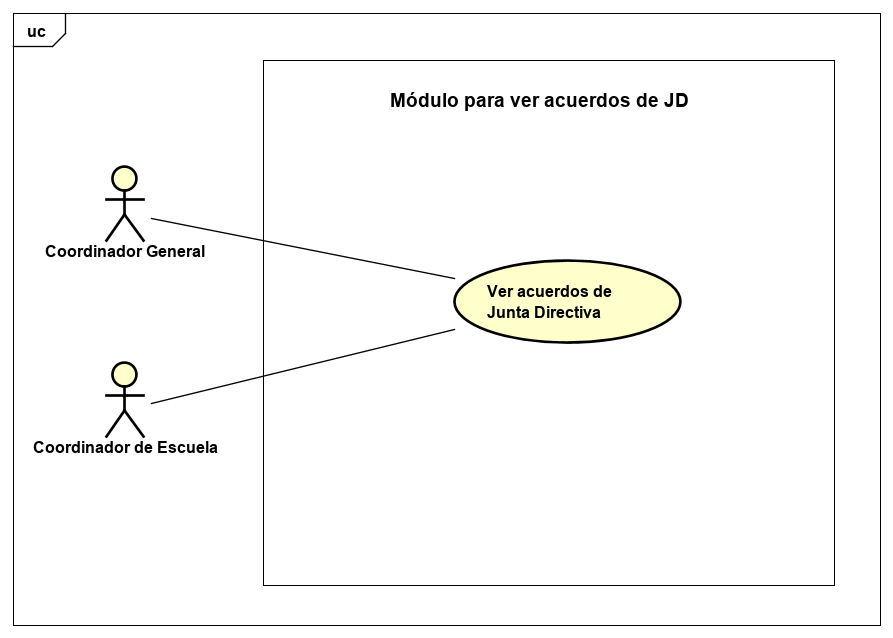 uc
Módulo para ver acuerdos de JD
Coordinador General
Ver acuerdos de
Junta Directiva
Coordinador de Escuela